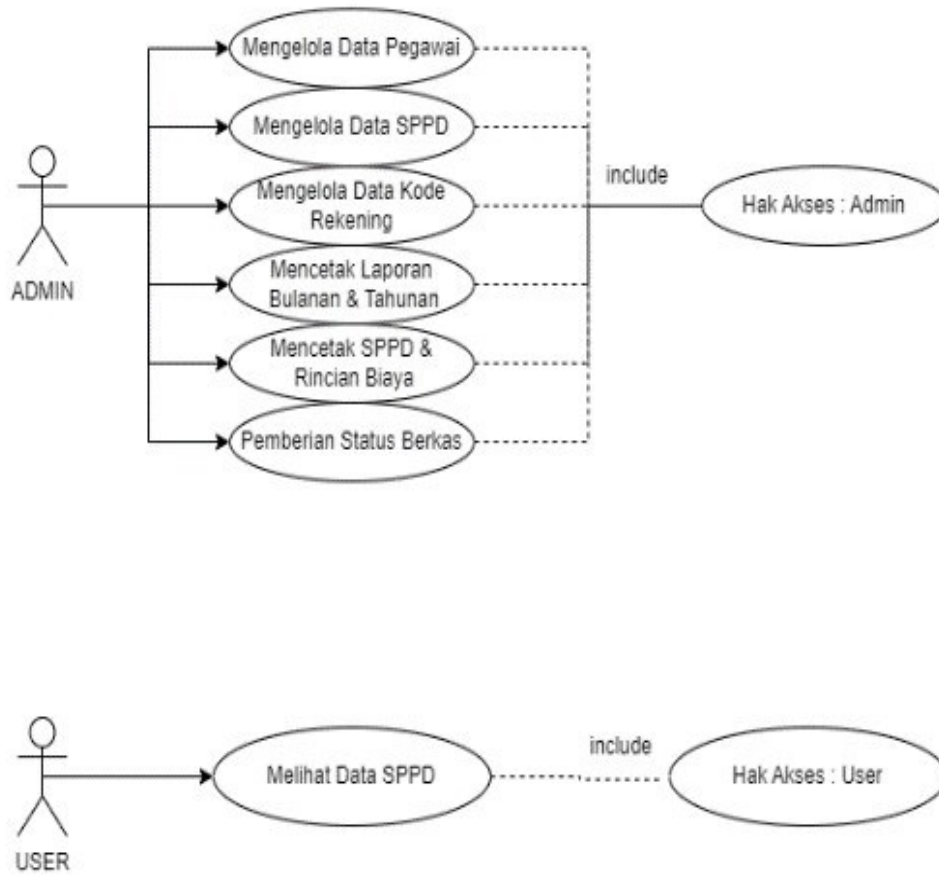 Mengelola Data Pegawai
Mengelola Data SPPD
include
Mengelola Data Kode
Rekening
Hak Akses : Admin
ADMIN
Mencetak Laporan
Bulanan & Tahunan
Mencetak SPPD &
Rincian Biaya
Pemberian Status Berkas
include
Melihat Data SPPD
Hak Akses : User
USER